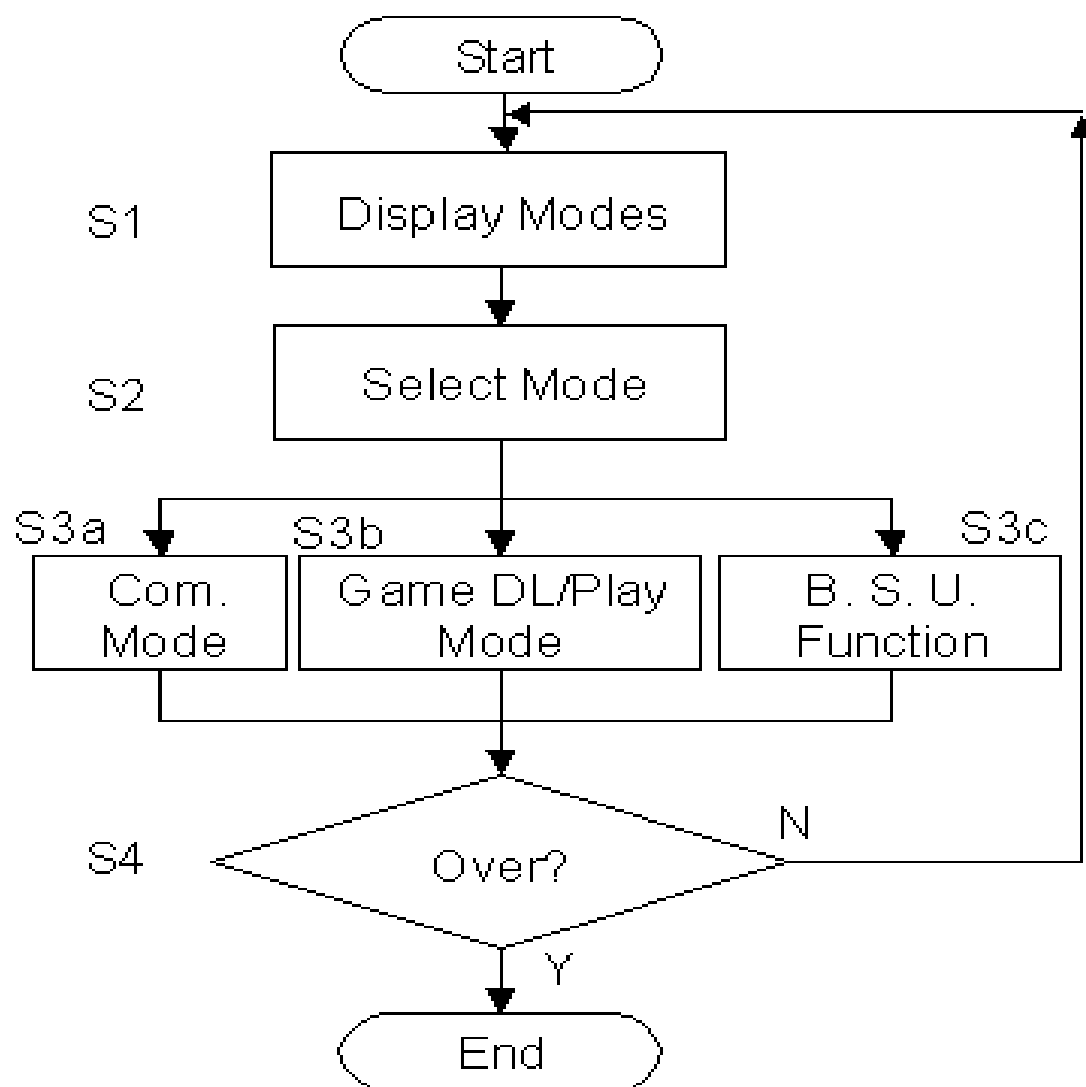 Start
S1
Display Modes
S2
Select Mode
S3a
Com.
Mode
S3b
Game DL/Play
Mode
S3c
B. S. U.
Function
S4
Over?
N
Y
End